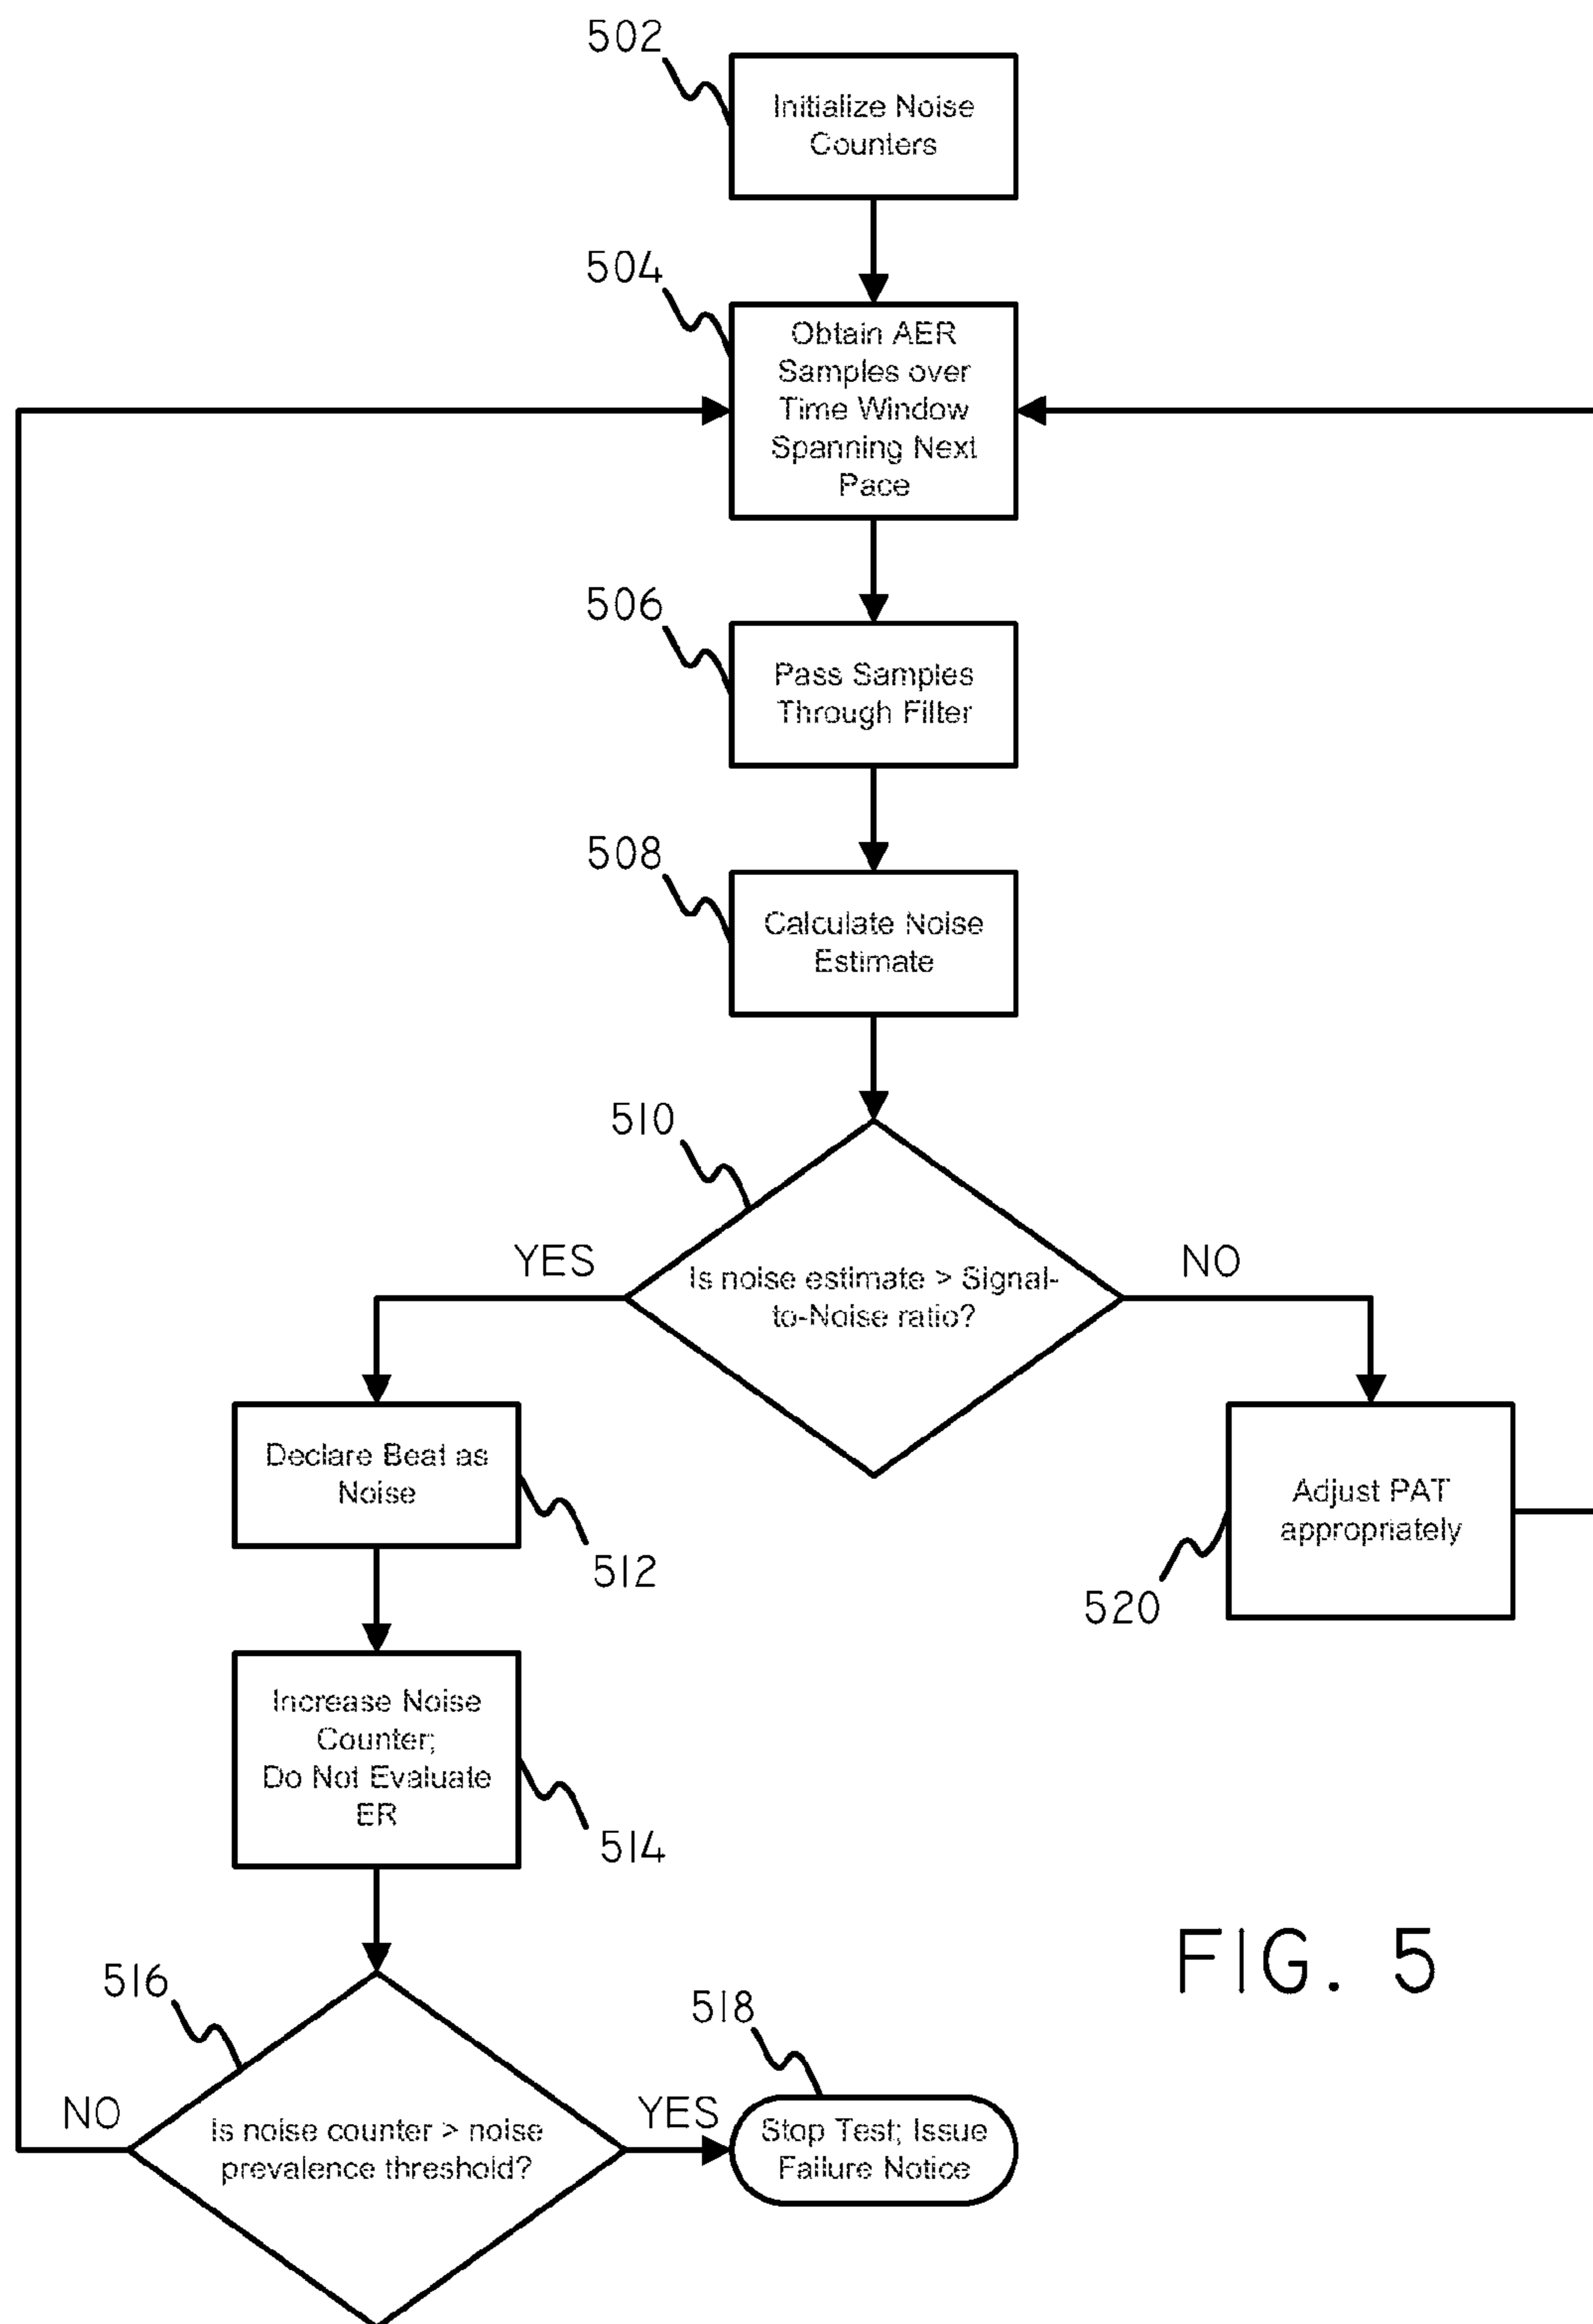 502
Initialize Noise
Counters
504
Obtain AER
Samples over
Time Window
Spanning Next
Pace
506
Pass Samples
Through Filter
508
Calculate Noise
Estimate
510
YES
NO
Is noise estimate > Signal-
to-Noise ratio?
Declare Beat as
Noise
512
Adjust PAT
appropriately
520
Increase Noise
Counter;
Do Not Evaluate
ER
514
516
518
NO
Is noise counter > noise
prevalence threshold?
YES
Stop Test; Issue
Failure Notice
FIG. 5